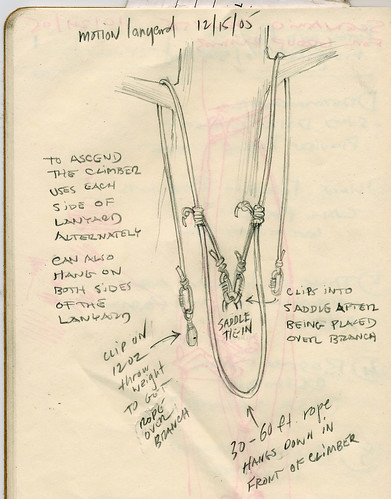 motion lanyard 12/15/05
TO ASCEND
THE CLIMBER
USES EACH
SIDE OF
LANYARD
ALTERNATELY
CAN ALSO
HANG ON
BOTH SIDES
OF THE
LANYARD
CLIP ON
12 OZ
throw
weight
TO GET
ROPE
OVER
BRANCH
SADDLE
TIE IN
CLIPS INTO
SADDLE AFTER
BEING PLACED
OVER BRANCH
30-60 ft. rope
HANGS DOWN IN
FRONT OF CLIMBER